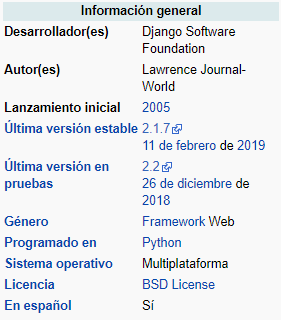 Información general
Desarrollador(es) Django Software
Foundation
Autor(es) Lawrence Journal-
World
Lanzamiento inicial 2005
Última versión estable 2.1.7
11 de febrero de 2019
Última versión en 2.2
pruebas 26 de diciembre de
2018
Género Framework Web
Programado en Python
Sistema operativo Multiplataforma
Licencia BSD License
En español Sí